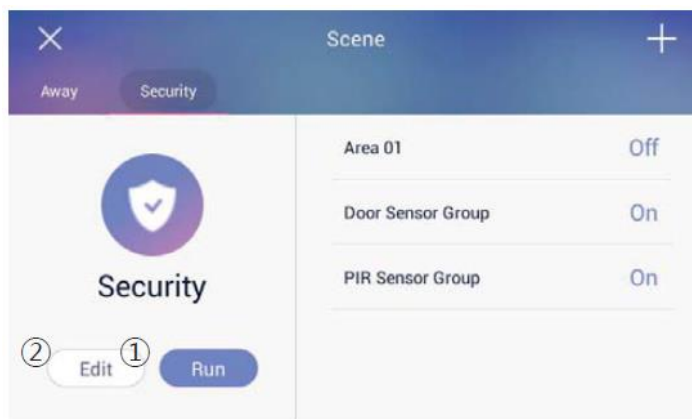 Scene
Away Security
Area 01 Off
Door Sensor Group On
PIR Sensor Group On
Security
② Edit ① Run